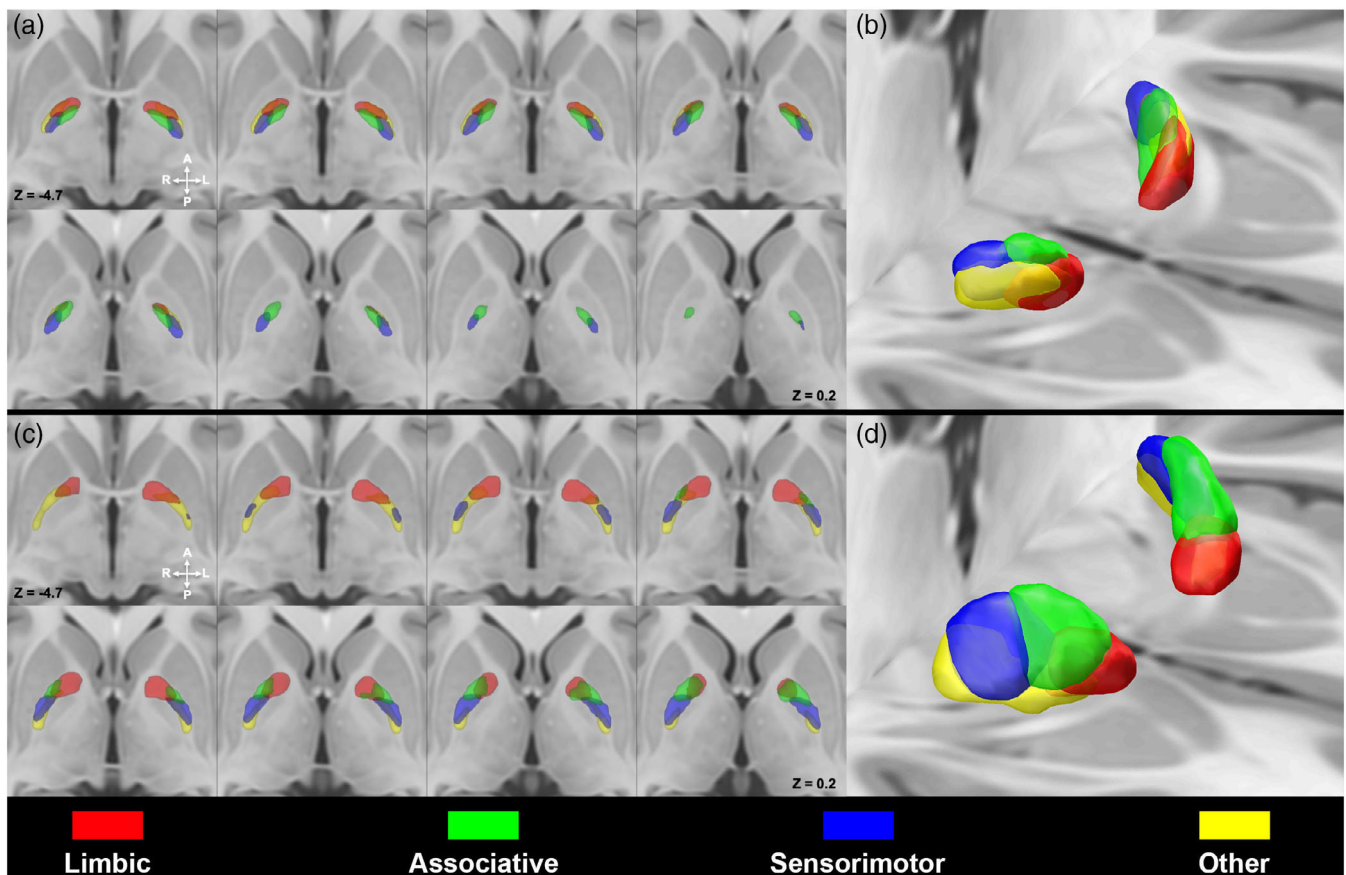 (a)
(b)
A
R L
P
Z = -4.7
Z = 0.2
(c)
(d)
A
R L
P
Z = -4.7
Z = 0.2
Limbic Associative Sensorimotor Other